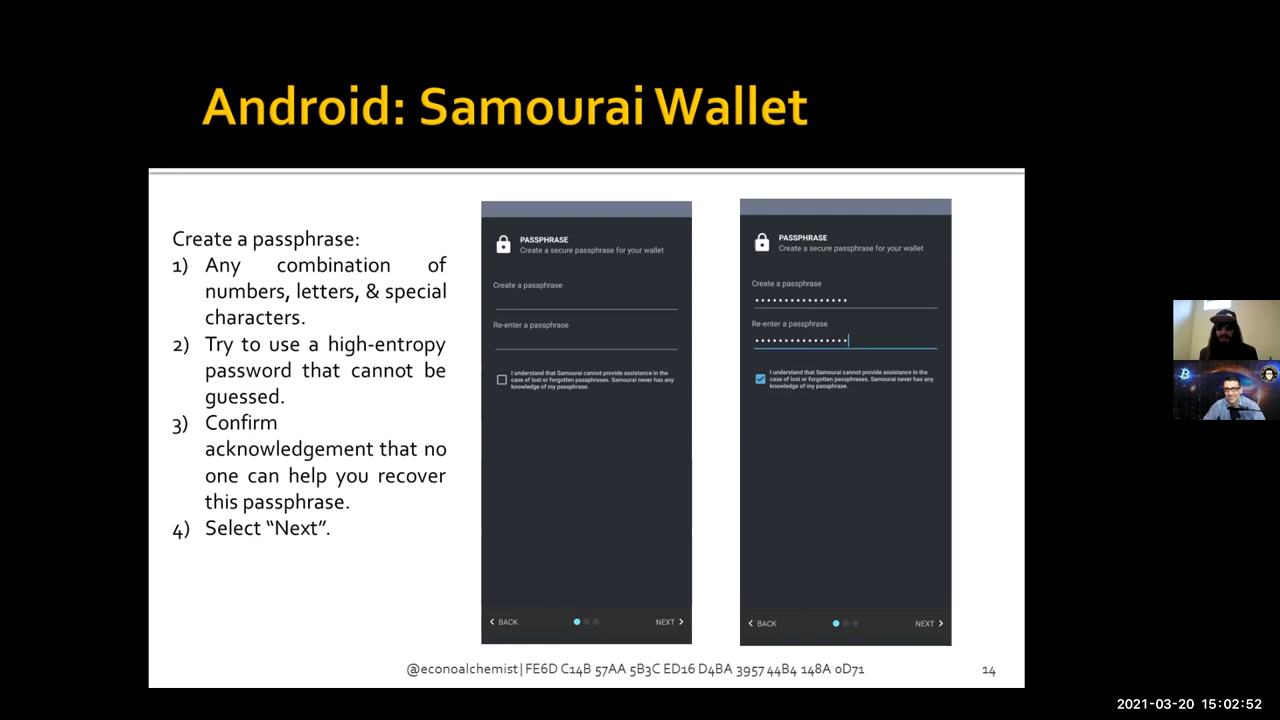 Android: Samourai Wallet
Create a passphrase:
1) Any combination of
numbers, letters, & special
characters.
2) Try to use a high-entropy
password that cannot be
guessed.
3) Confirm
acknowledgement that no
one can help you recover
this passphrase.
4) Select “Next”.
PASSPHRASE
Create a secure passphrase for your wallet
Create a passphrase
Re-enter a passphrase
I understand that Samourai cannot provide assistance in the
case of lost or forgotten passphrases. Samourai never has any
knowledge of my passphrase.
BACK
NEXT
PASSPHRASE
Create a secure passphrase for your wallet
Create a passphrase
••••••••••••••••
Re-enter a passphrase
••••••••••••••••
I understand that Samourai cannot provide assistance in the
case of lost or forgotten passphrases. Samourai never has any
knowledge of my passphrase.
BACK
NEXT
@econoalchemist | FE6D C14B 57AA 5B3C ED16 D4BA 3957 44B4 148A 0D71
14
2021-03-20 15:02:52